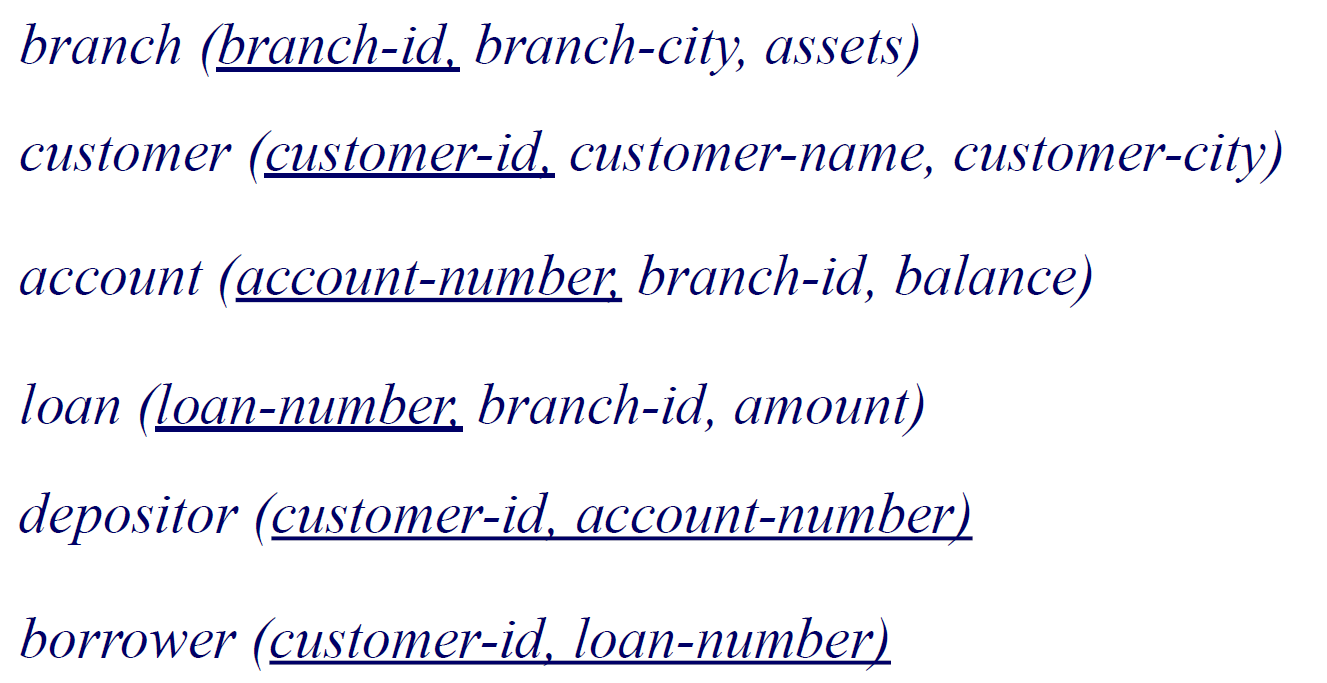 branch (branch-id, branch-city, assets)
customer (customer-id, customer-name, customer-city)
account (account-number, branch-id, balance)
loan (loan-number, branch-id, amount)
depositor (customer-id, account-number)
borrower (customer-id, loan-number)